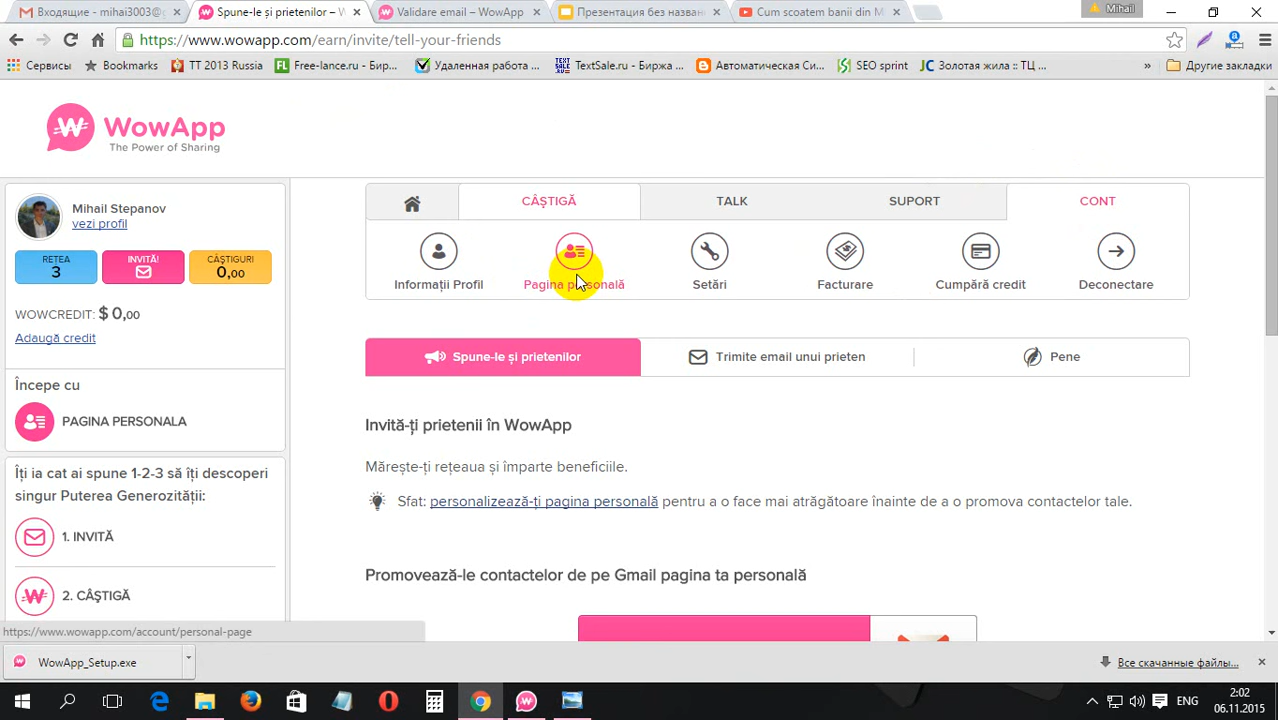 Входящие - mihai3003@g
Spune-le și prietenilor – W
Validare email – WowApp
Презентация без назван
Cum scoatem banii din M
Mihail
https://www.wowapp.com/earn/invite/tell-your-friends
Сервисы
Bookmarks
TT 2013 Russia
Free-lance.ru - Бир...
Удаленная работа ...
TextSale.ru - Биржа ...
Автоматическая Си...
SEO sprint
Золотая жила :: ТЦ ...
»
Другие закладки
WowApp
The Power of Sharing
Mihail Stepanov
vezi profil
REȚEA
3
INVITĂ!
CÂȘTIGURI
0,00
WOWCREDIT: $ 0,00
Adaugă credit
Începe cu
PAGINA PERSONALA
Îți ia cat ai spune 1-2-3 să îți descoperi
singur Puterea Generozității:
1. INVITĂ
2. CÂȘTIGĂ
CÂȘTIGĂ
TALK
SUPORT
CONT
Informații Profil
Pagina personală
Setări
Facturare
Cumpără credit
Deconectare
Spune-le și prietenilor
Trimite email unui prieten
Pene
Invită-ți prietenii în WowApp
Mărește-ți rețeaua și împarte beneficiile.
Sfat: personalizează-ți pagina personală pentru a o face mai atrăgătoare înainte de a o promova contactelor tale.
Promovează-le contactelor de pe Gmail pagina ta personală
https://www.wowapp.com/account/personal-page
WowApp_Setup.exe
Все скачанные файлы...
ENG
2:02
06.11.2015